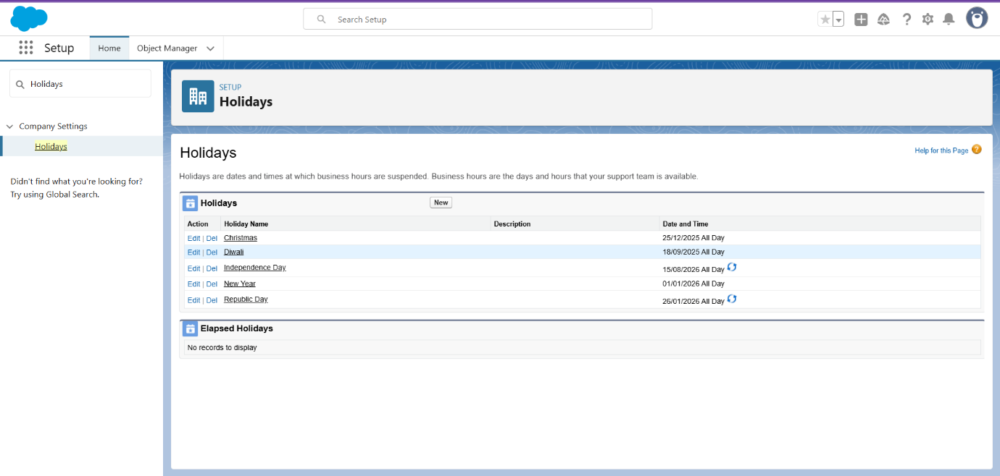 Search Setup
Setup Home Object Manager
Holidays
Company Settings
Holidays
Didn't find what you're looking for?
Try using Global Search.
SETUP
Holidays
Holidays
Help for this Page ?
Holidays are dates and times at which business hours are suspended. Business hours are the days and hours that your support team is available.
Holidays New
Action Holiday Name Description Date and Time
Edit | Del Christmas 25/12/2025 All Day
Edit | Del Diwali 18/09/2025 All Day
Edit | Del Independence Day 15/08/2026 All Day
Edit | Del New Year 01/01/2026 All Day
Edit | Del Republic Day 26/01/2026 All Day
Elapsed Holidays
No records to display